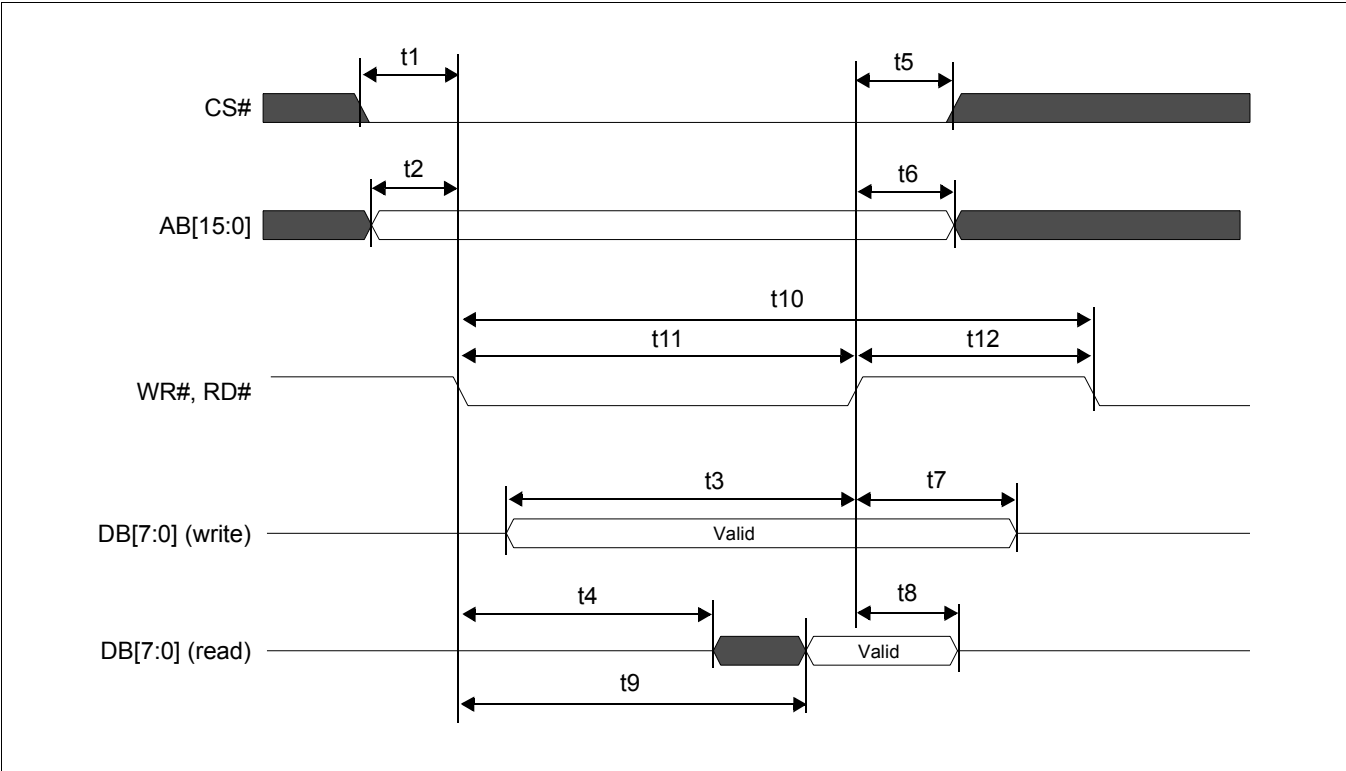 t1
t5
CS#
t2
t6
AB[15:0]
t10
t11
t12
WR#, RD#
t3
t7
DB[7:0] (write)
Valid
t4
t8
DB[7:0] (read)
Valid
t9